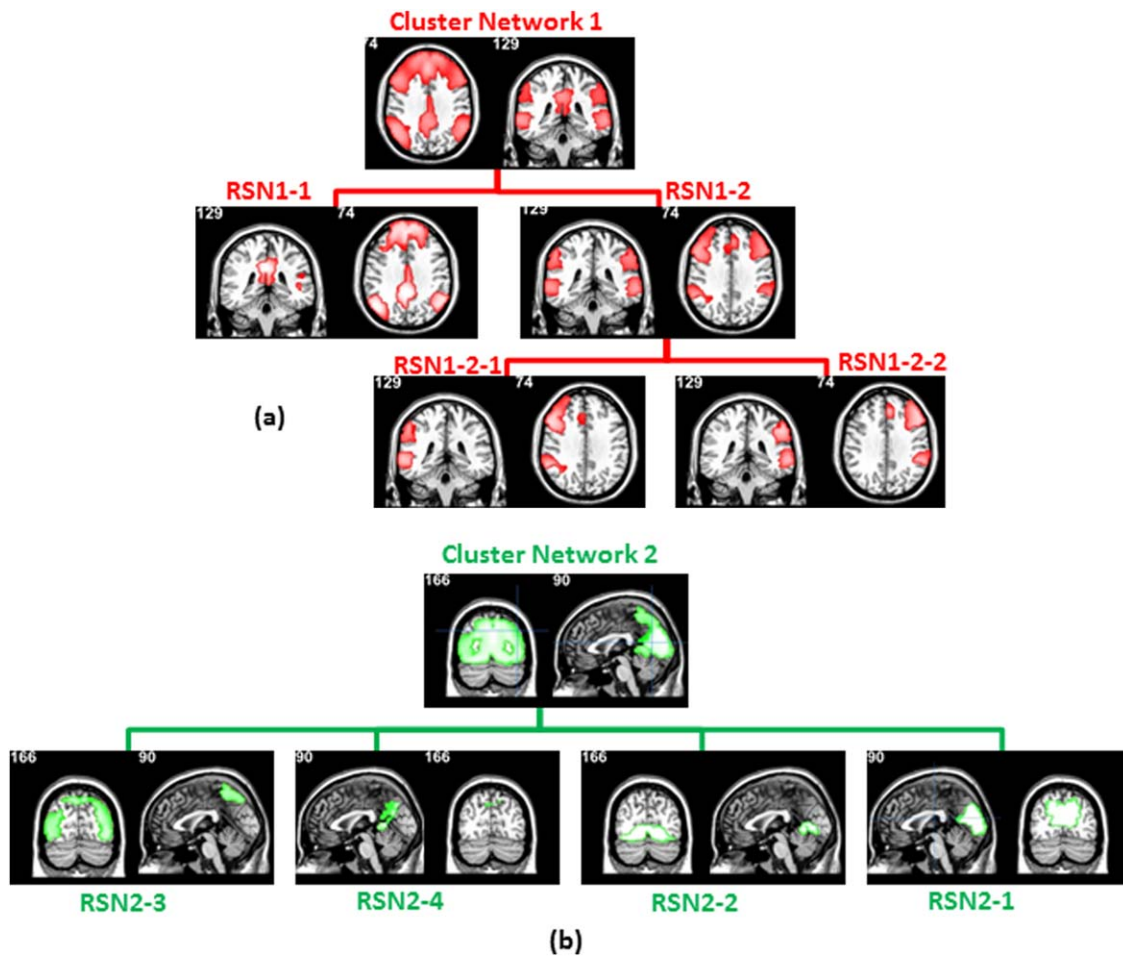 Cluster Network 1
74 129
RSN1-1 RSN1-2
129 74 129 74
RSN1-2-1 RSN1-2-2
129 74 129 74
(a)
Cluster Network 2
166 90
166 90 90 166 166 90 90
RSN2-3 RSN2-4 RSN2-2 RSN2-1
(b)